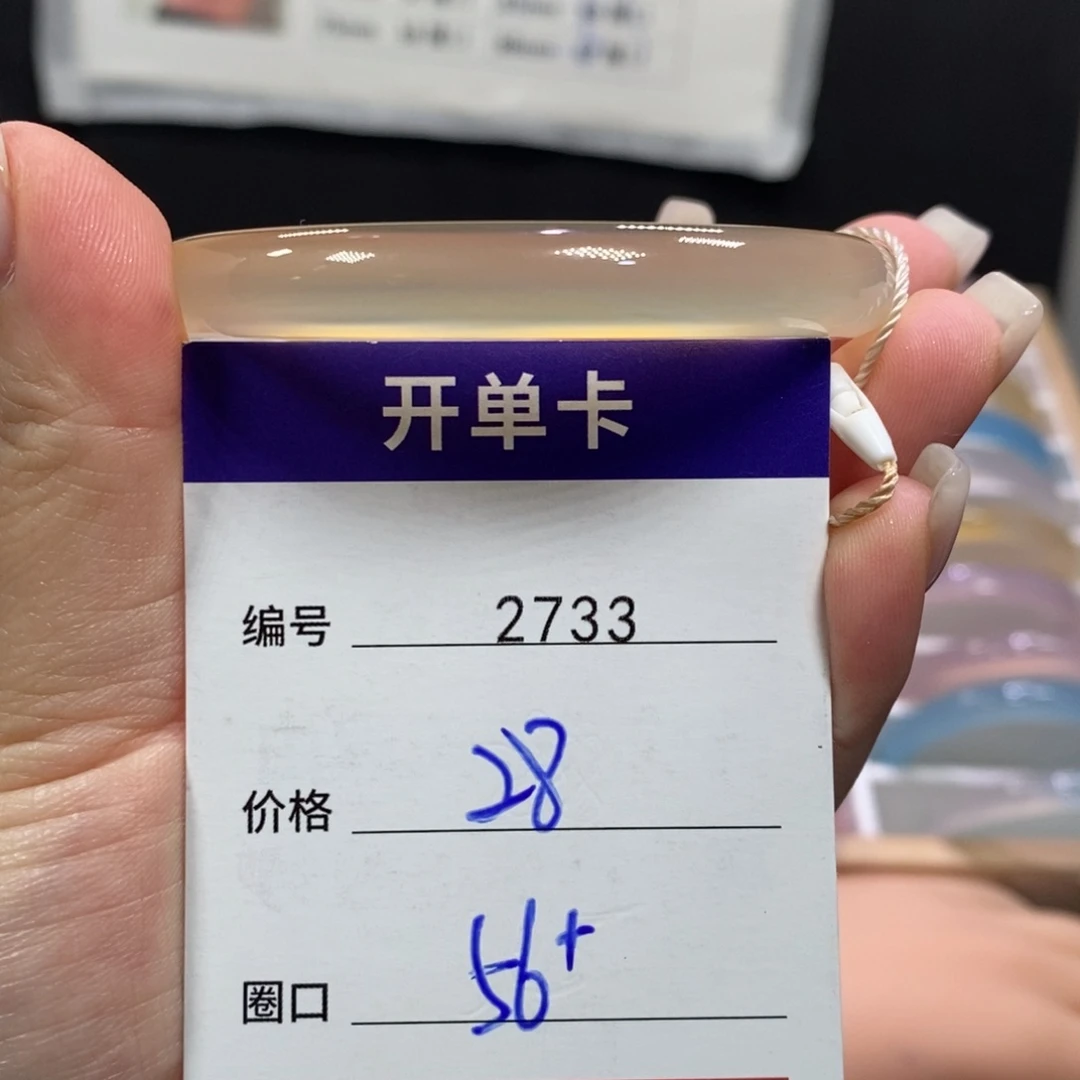 开单卡
编号 2733
价格 28
圈口 56+